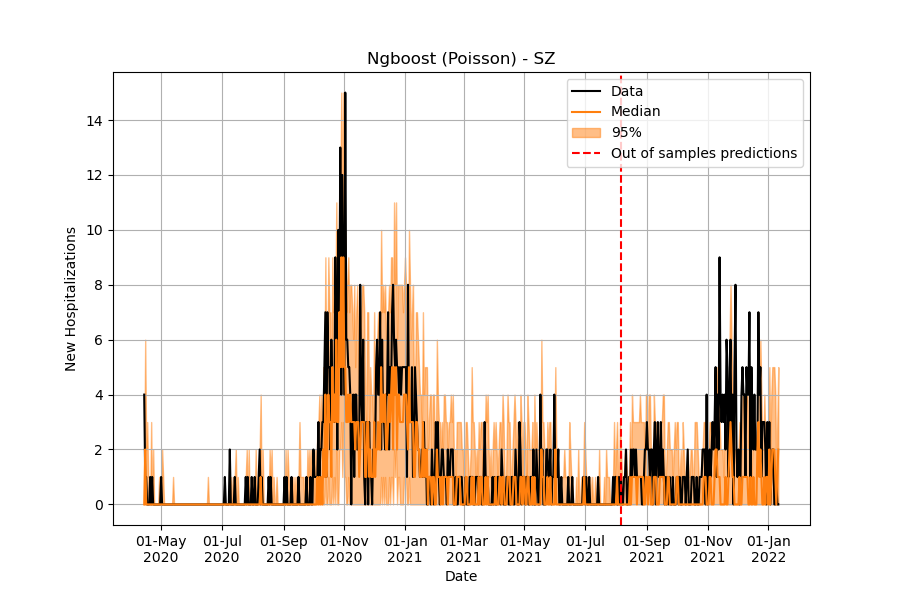 Ngboost (Poisson) - SZ
Data
Median
95%
Out of samples predictions
New Hospitalizations
14
12
10
8
6
4
2
0
01-May 01-Jul 01-Sep 01-Nov 01-Jan 01-Mar 01-May 01-Jul 01-Sep 01-Nov 01-Jan
2020 2020 2020 2020 2021 2021 2021 2021 2021 2021 2022
Date